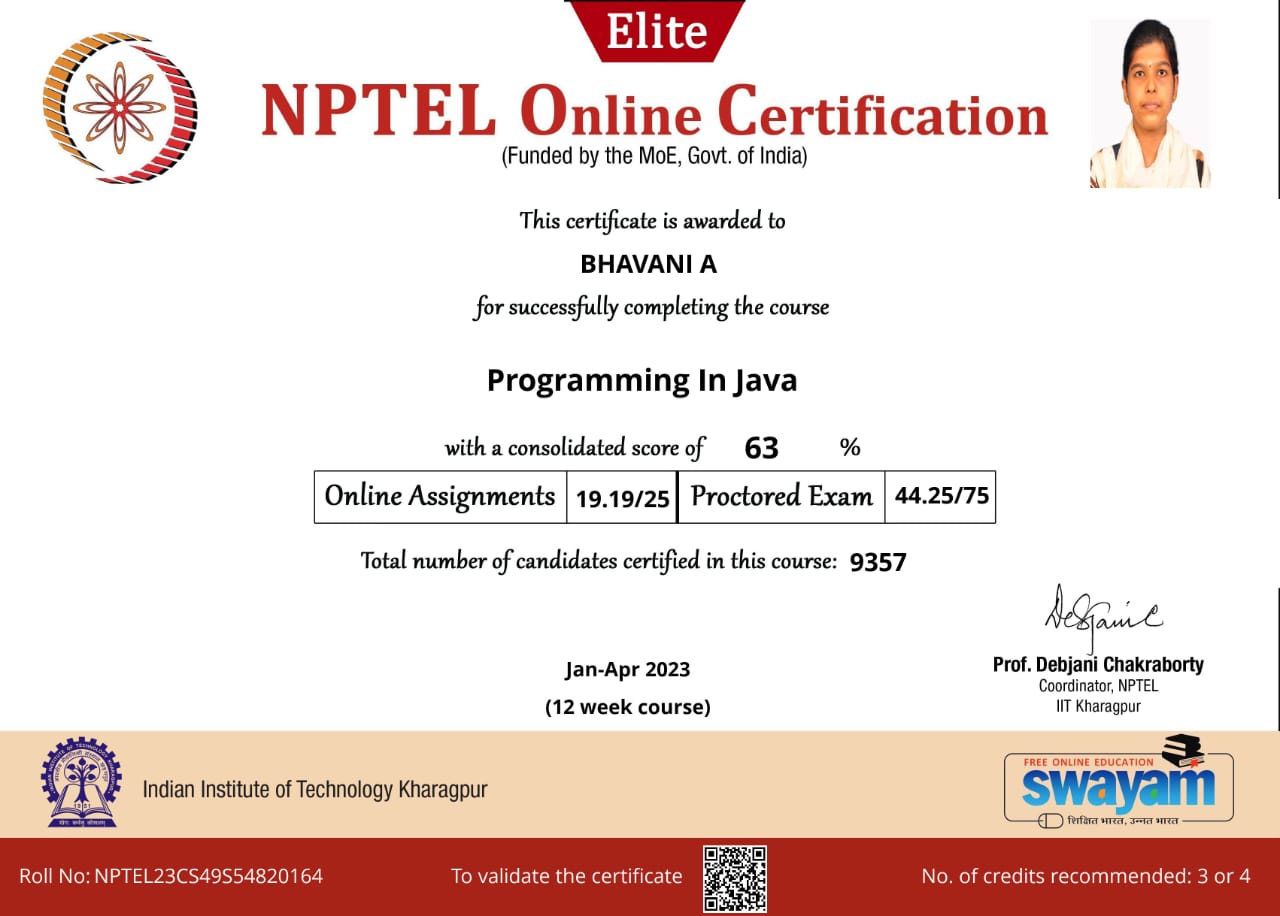 Elite
NPTEL Online Certification
(Funded by the MoE, Govt. of India)
This certificate is awarded to
BHAVANI A
for successfully completing the course
Programming In Java
with a consolidated score of 63 %
Online Assignments 19.19/25 Proctored Exam 44.25/75
Total number of candidates certified in this course: 9357
Prof. Debjani Chakraborty
Coordinator, NPTEL
IIT Kharagpur
Jan-Apr 2023
(12 week course)
Indian Institute of Technology Kharagpur
FREE ONLINE EDUCATION
swayam
शिक्षित भारत, उन्नत भारत
Roll No: NPTEL23CS49S54820164
To validate the certificate
No. of credits recommended: 3 or 4